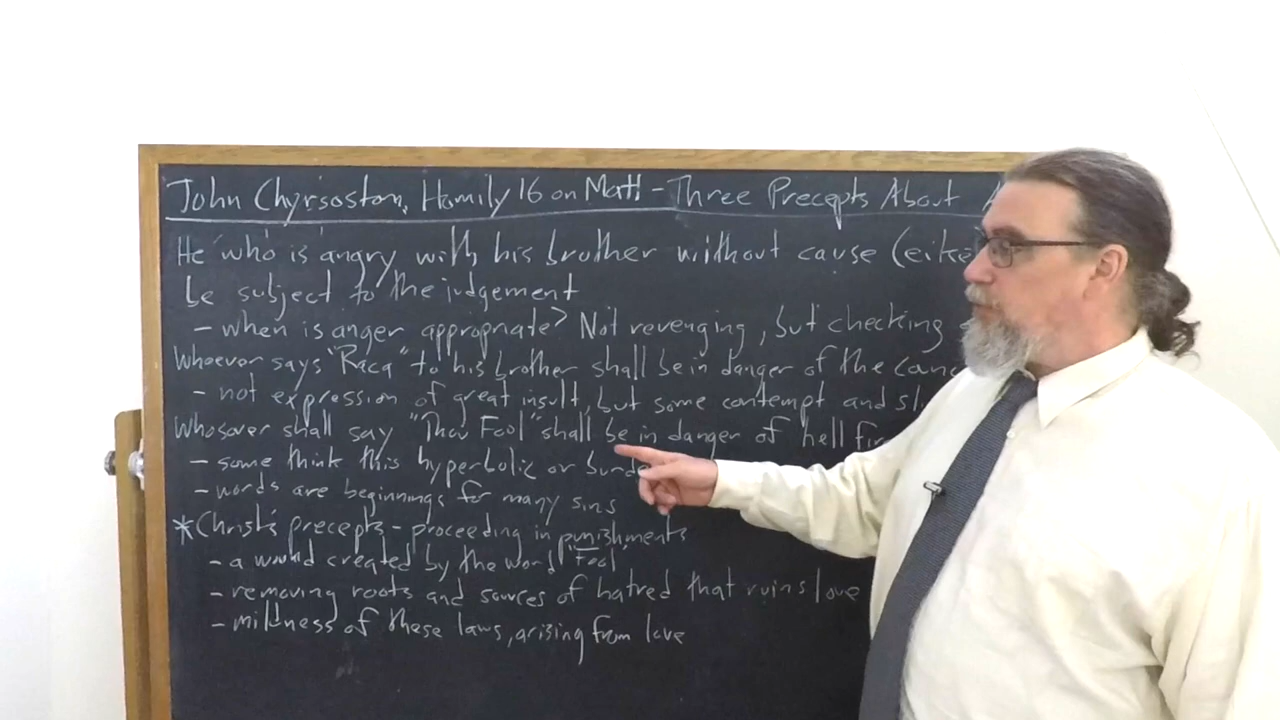 John Chyrsoston, Homily 16 on Matt - Three Precepts About A
He who is angry with his brother without cause (eikē)
be subject to the judgement
- when is anger appropriate? Not revenging, but checking
Whoever says "Raca" to his brother shall be in danger of the counc
- not expression of great insult, but some contempt and sl
Whosover shall say "Thou Fool" shall be in danger of hell fir
- some think this hyperbolic or burde
- words are beginnings for many sins
*Christ's precepts - proceeding in punishments
- a wound created by the word "Fool"
- removing roots and sources of hatred that ruins love
- mildness of these laws, arising from love